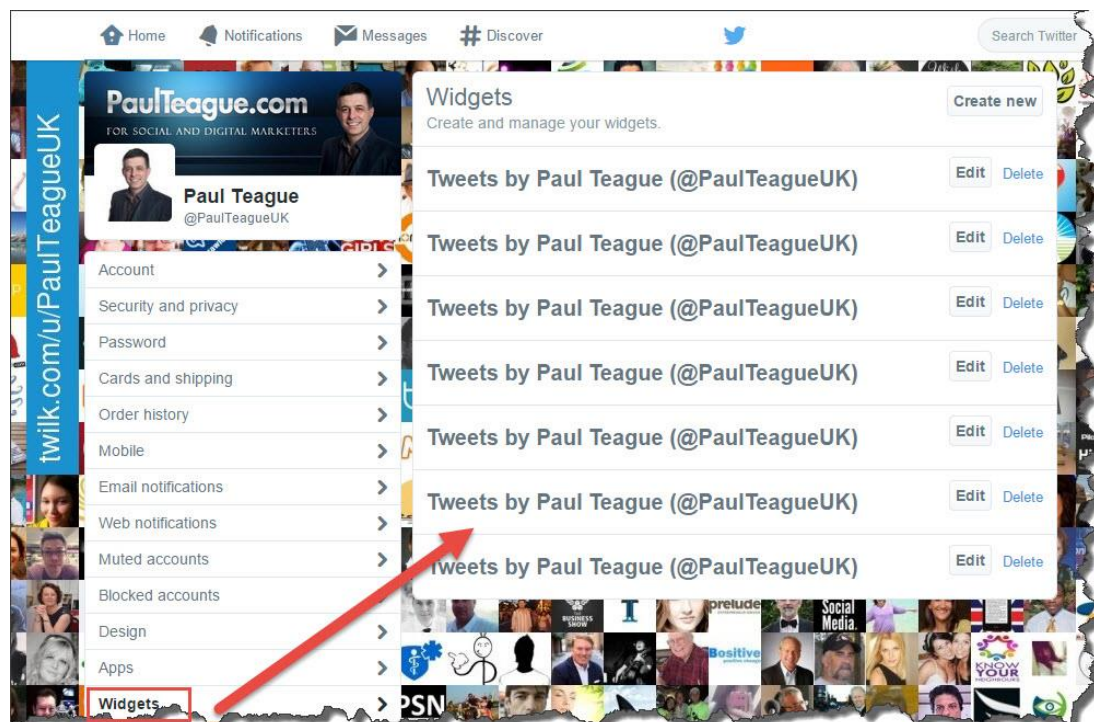 Home
Notifications
Messages
# Discover
Search Twitter
twilk.com/u/PaulTeagueUK
PaulTeague.com
FOR SOCIAL AND DIGITAL MARKETERS
Paul Teague
@PaulTeagueUK
Account
Security and privacy
Password
Cards and shipping
Order history
Mobile
Email notifications
Web notifications
Muted accounts
Blocked accounts
Design
Apps
Widgets
Widgets
Create and manage your widgets.
Create new
Tweets by Paul Teague (@PaulTeagueUK)
Edit Delete
Tweets by Paul Teague (@PaulTeagueUK)
Edit Delete
Tweets by Paul Teague (@PaulTeagueUK)
Edit Delete
Tweets by Paul Teague (@PaulTeagueUK)
Edit Delete
Tweets by Paul Teague (@PaulTeagueUK)
Edit Delete
Tweets by Paul Teague (@PaulTeagueUK)
Edit Delete
Tweets by Paul Teague (@PaulTeagueUK)
Edit Delete
GIRLS
BUSINESS
SHOW
prelude
Social
Media.
Positive
KNOW
YOUR
NEIGHBOURS
PSN